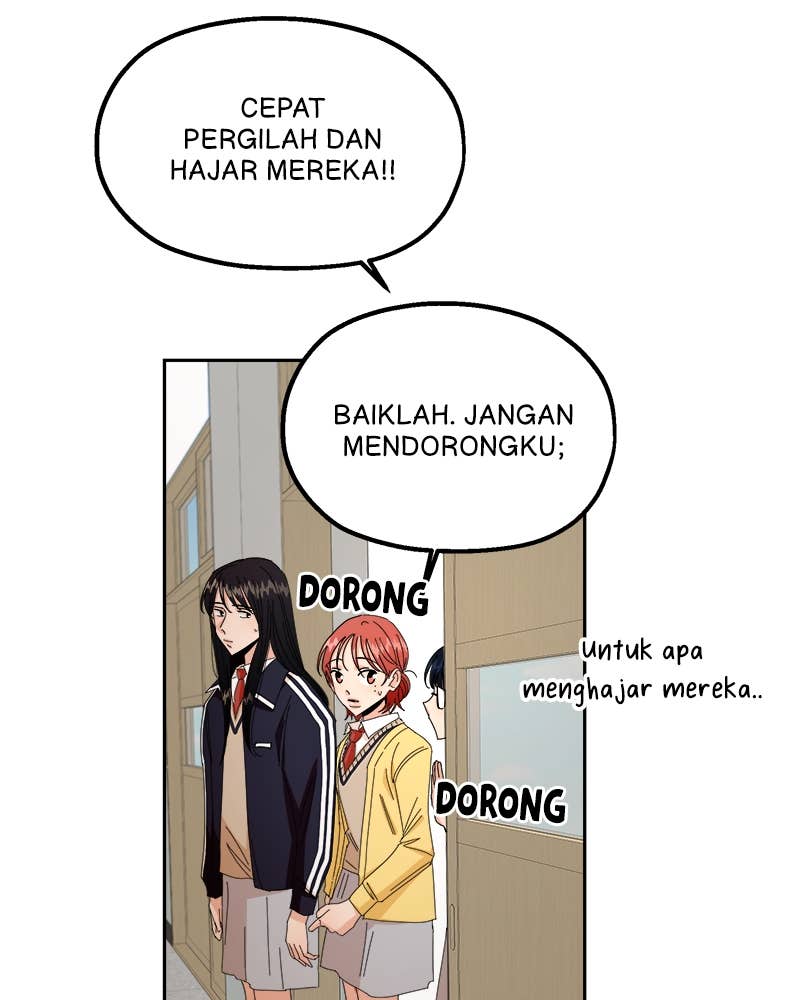 CEPAT
PERGILAH DAN
HAJAR MEREKA!!
BAIKLAH. JANGAN
MENDORONGKU;
DORONG
Untuk apa
menghajar mereka..
DORONG